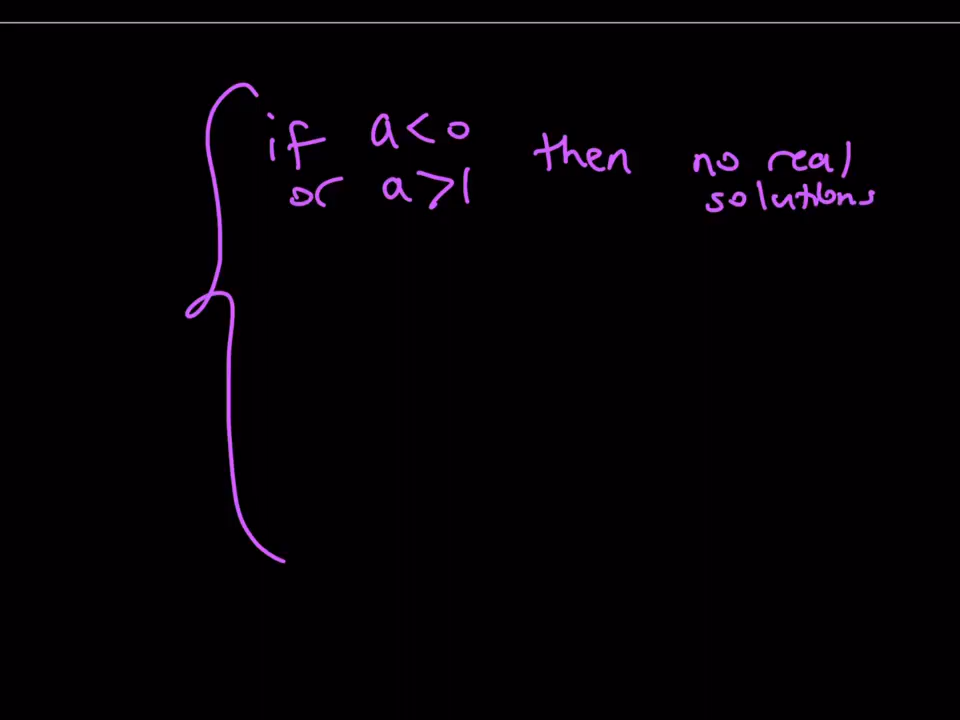 if a<0 then no real
or a>1 solutions